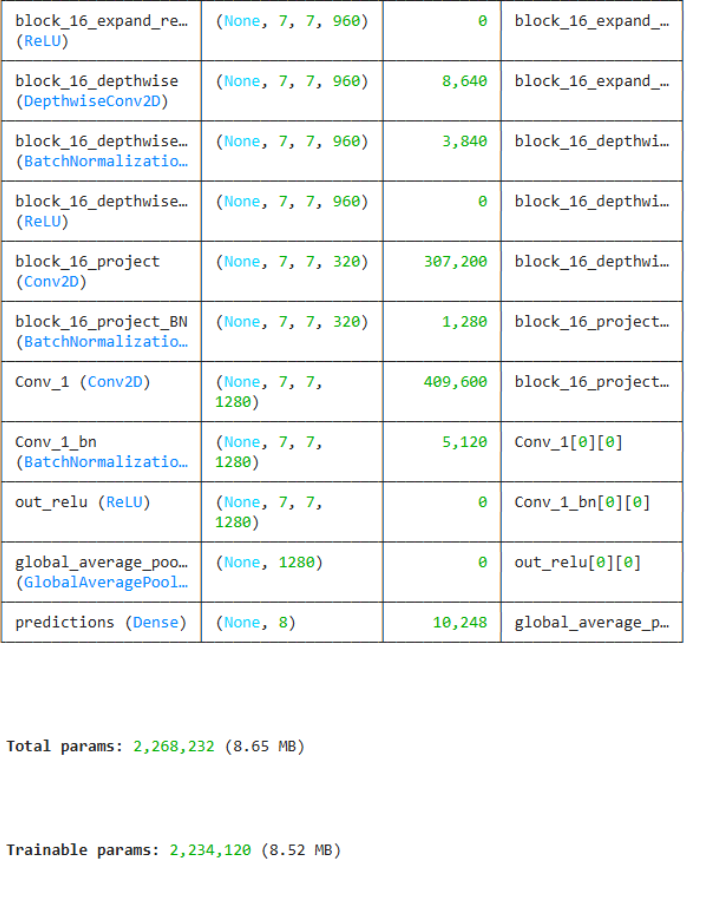 block_16_expand_re… (None, 7, 7, 960) 0 block_16_expand_…
(ReLU)
block_16_depthwise (None, 7, 7, 960) 8,640 block_16_expand_…
(DepthwiseConv2D)
block_16_depthwise… (None, 7, 7, 960) 3,840 block_16_depthwi…
(BatchNormalizatio…
block_16_depthwise… (None, 7, 7, 960) 0 block_16_depthwi…
(ReLU)
block_16_project (None, 7, 7, 320) 307,200 block_16_depthwi…
(Conv2D)
block_16_project_BN (None, 7, 7, 320) 1,280 block_16_project…
(BatchNormalizatio…
Conv_1 (Conv2D) (None, 7, 7, 409,600 block_16_project…
1280)
Conv_1_bn (None, 7, 7, 5,120 Conv_1[0][0]
(BatchNormalizatio… 1280)
out_relu (ReLU) (None, 7, 7, 0 Conv_1_bn[0][0]
1280)
global_average_poo… (None, 1280) 0 out_relu[0][0]
(GlobalAveragePool…
predictions (Dense) (None, 8) 10,248 global_average_p…
Total params: 2,268,232 (8.65 MB)
Trainable params: 2,234,120 (8.52 MB)